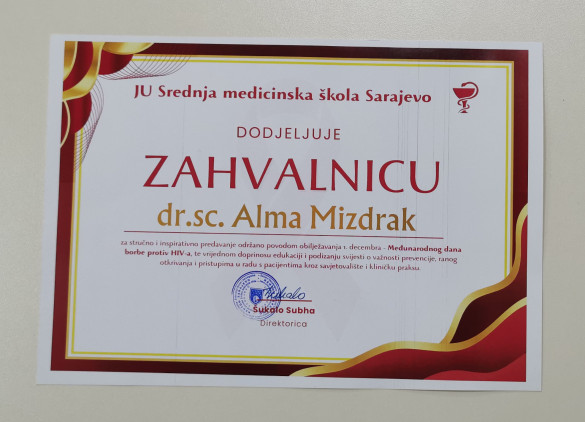 JU Srednja medicinska škola Sarajevo
DODJELJUJE
ZAHVALNICU
dr.sc. Alma Mizdrak
za stručno i inspirativno predavanje održano povodom obilježavanja 1. decembra - Međunarodnog dana
borbe protiv HIV-a, te vrijednom doprinosu edukaciji i podizanju svijesti o važnosti prevencije, ranog
otkrivanja i pristupima u radu s pacijentima kroz savjetovalište i kliničku praksu.
Šukalo Subha
Direktorica